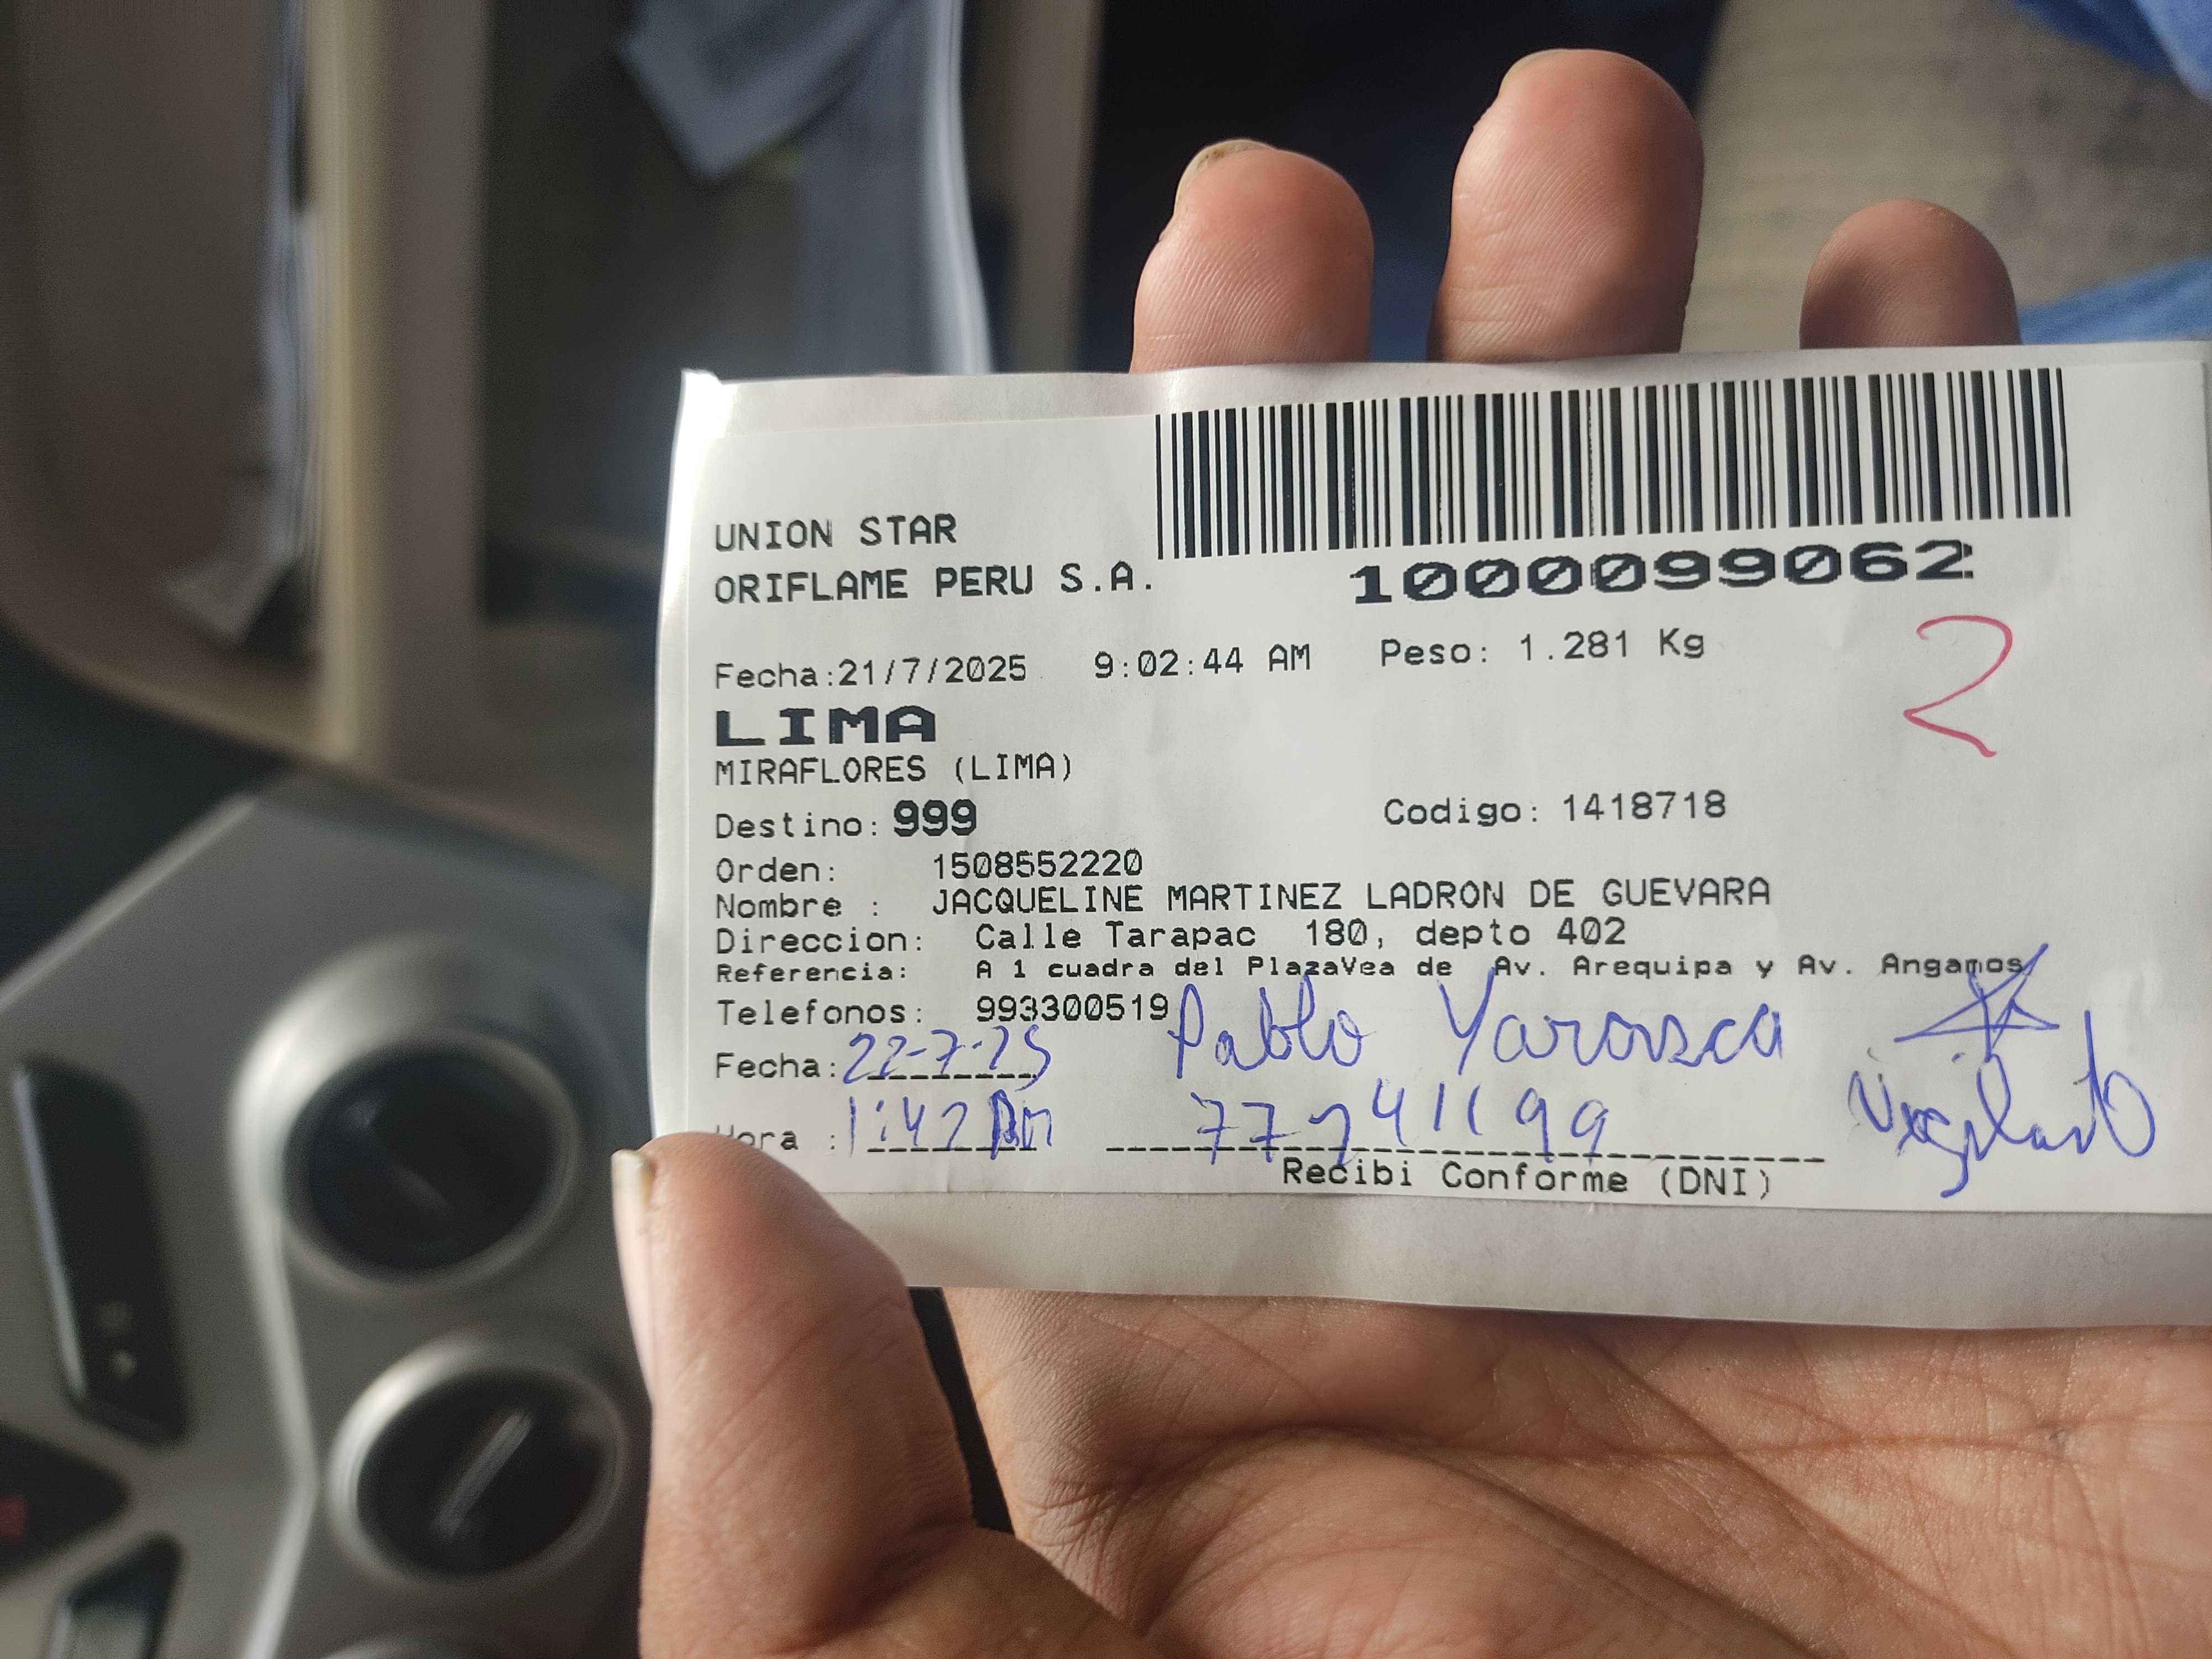 UNION STAR
ORIFLAME PERU S.A.
1000099062
Fecha:21/7/2025 9:02:44 AM Peso: 1.281 Kg
2
LIMA
MIRAFLORES (LIMA)
Destino: 999 Codigo: 1418718
Orden: 1508552220
Nombre : JACQUELINE MARTINEZ LADRON DE GUEVARA
Direccion: Calle Tarapac 180, depto 402
Referencia: A 1 cuadra del PlazaVea de Av. Arequipa y Av. Angamos
Telefonos: 993300519 Pablo
Fecha: 22-7-25
Hora : 1:42 77741199
Recibi Conforme (DNI)